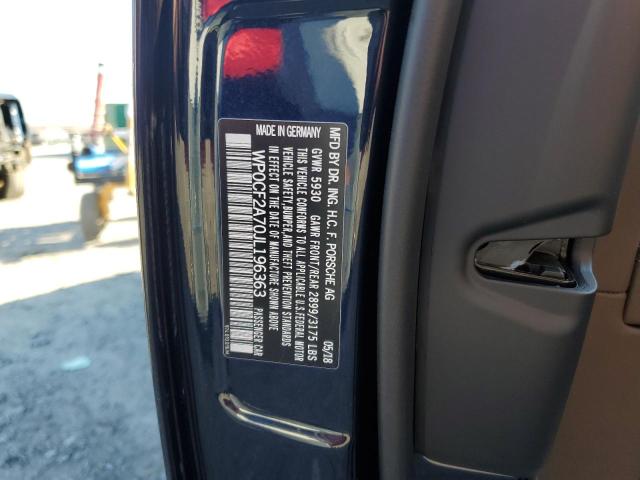 MFD BY DR. ING. H.C. F. PORSCHE AG 05/18
GVWR 5930 GAWR FRONT/REAR 2899/3175 LBS
THIS VEHICLE CONFORMS TO ALL APPLICABLE U.S. FEDERAL MOTOR
VEHICLE SAFETY, BUMPER, AND THEFT PREVENTION STANDARDS
IN EFFECT ON THE DATE OF MANUFACTURE SHOWN ABOVE
WP0CF2A70JL196363 PASSENGER CAR
MADE IN GERMANY